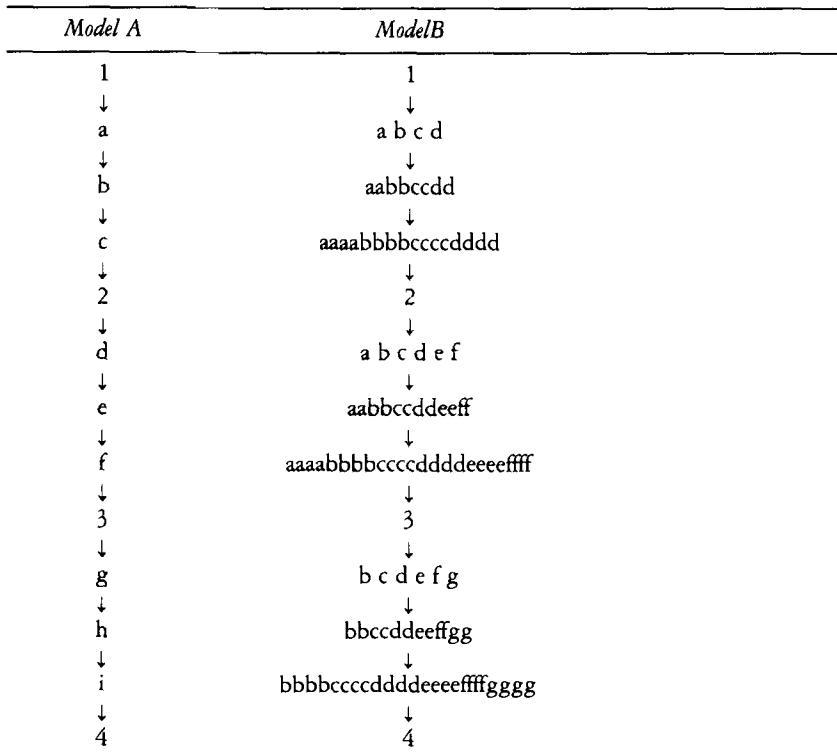 Model A ModelB
1 1
↓ ↓
a a b c d
↓ ↓
b aabbccdd
↓ ↓
c aaaabbbbccccdddd
↓ ↓
2 2
↓ ↓
d a b c d e f
↓ ↓
e aabbccddeeff
↓ ↓
f aaaabbbbccccddddeeeeffff
↓ ↓
3 3
↓ ↓
g b c d e f g
↓ ↓
h bbccddeeffgg
↓ ↓
i bbbbccccddddeeeeffffgggg
↓ ↓
4 4